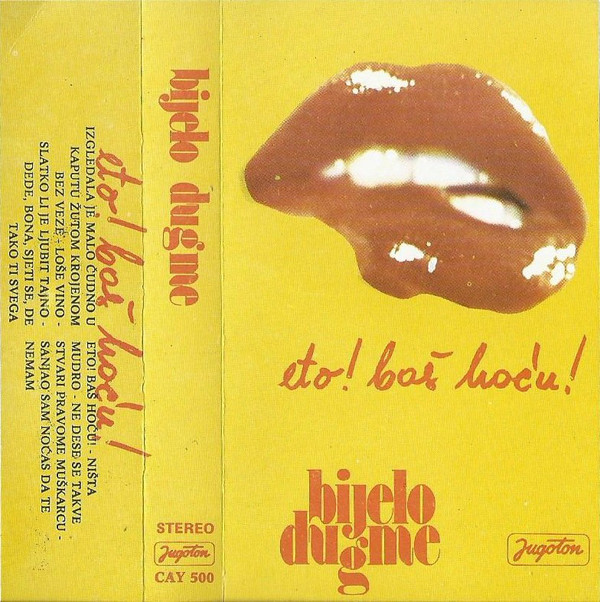 eto! baš hoću!
IZGLEDALA JE MALO ČUDNO U
KAPUTU ŽUTOM KROJENOM
BEZ VEZE - LOŠE VINO -
SLATKO LI JE LJUBIT TAJNO -
DEDE, BONA, SJETI SE, DE
TAKO TI SVEGA
ETO! BAŠ HOĆU! - NIŠTA
MUDRO - NE DESE SE TAKVE
STVARI PRAVOME MUŠKARCU -
SANJAO SAM NOĆAS DA TE
NEMAM
bijelo dugme
STEREO
Jugoton
CAY 500
eto! baš hoću!
bijelo
dugme
Jugoton